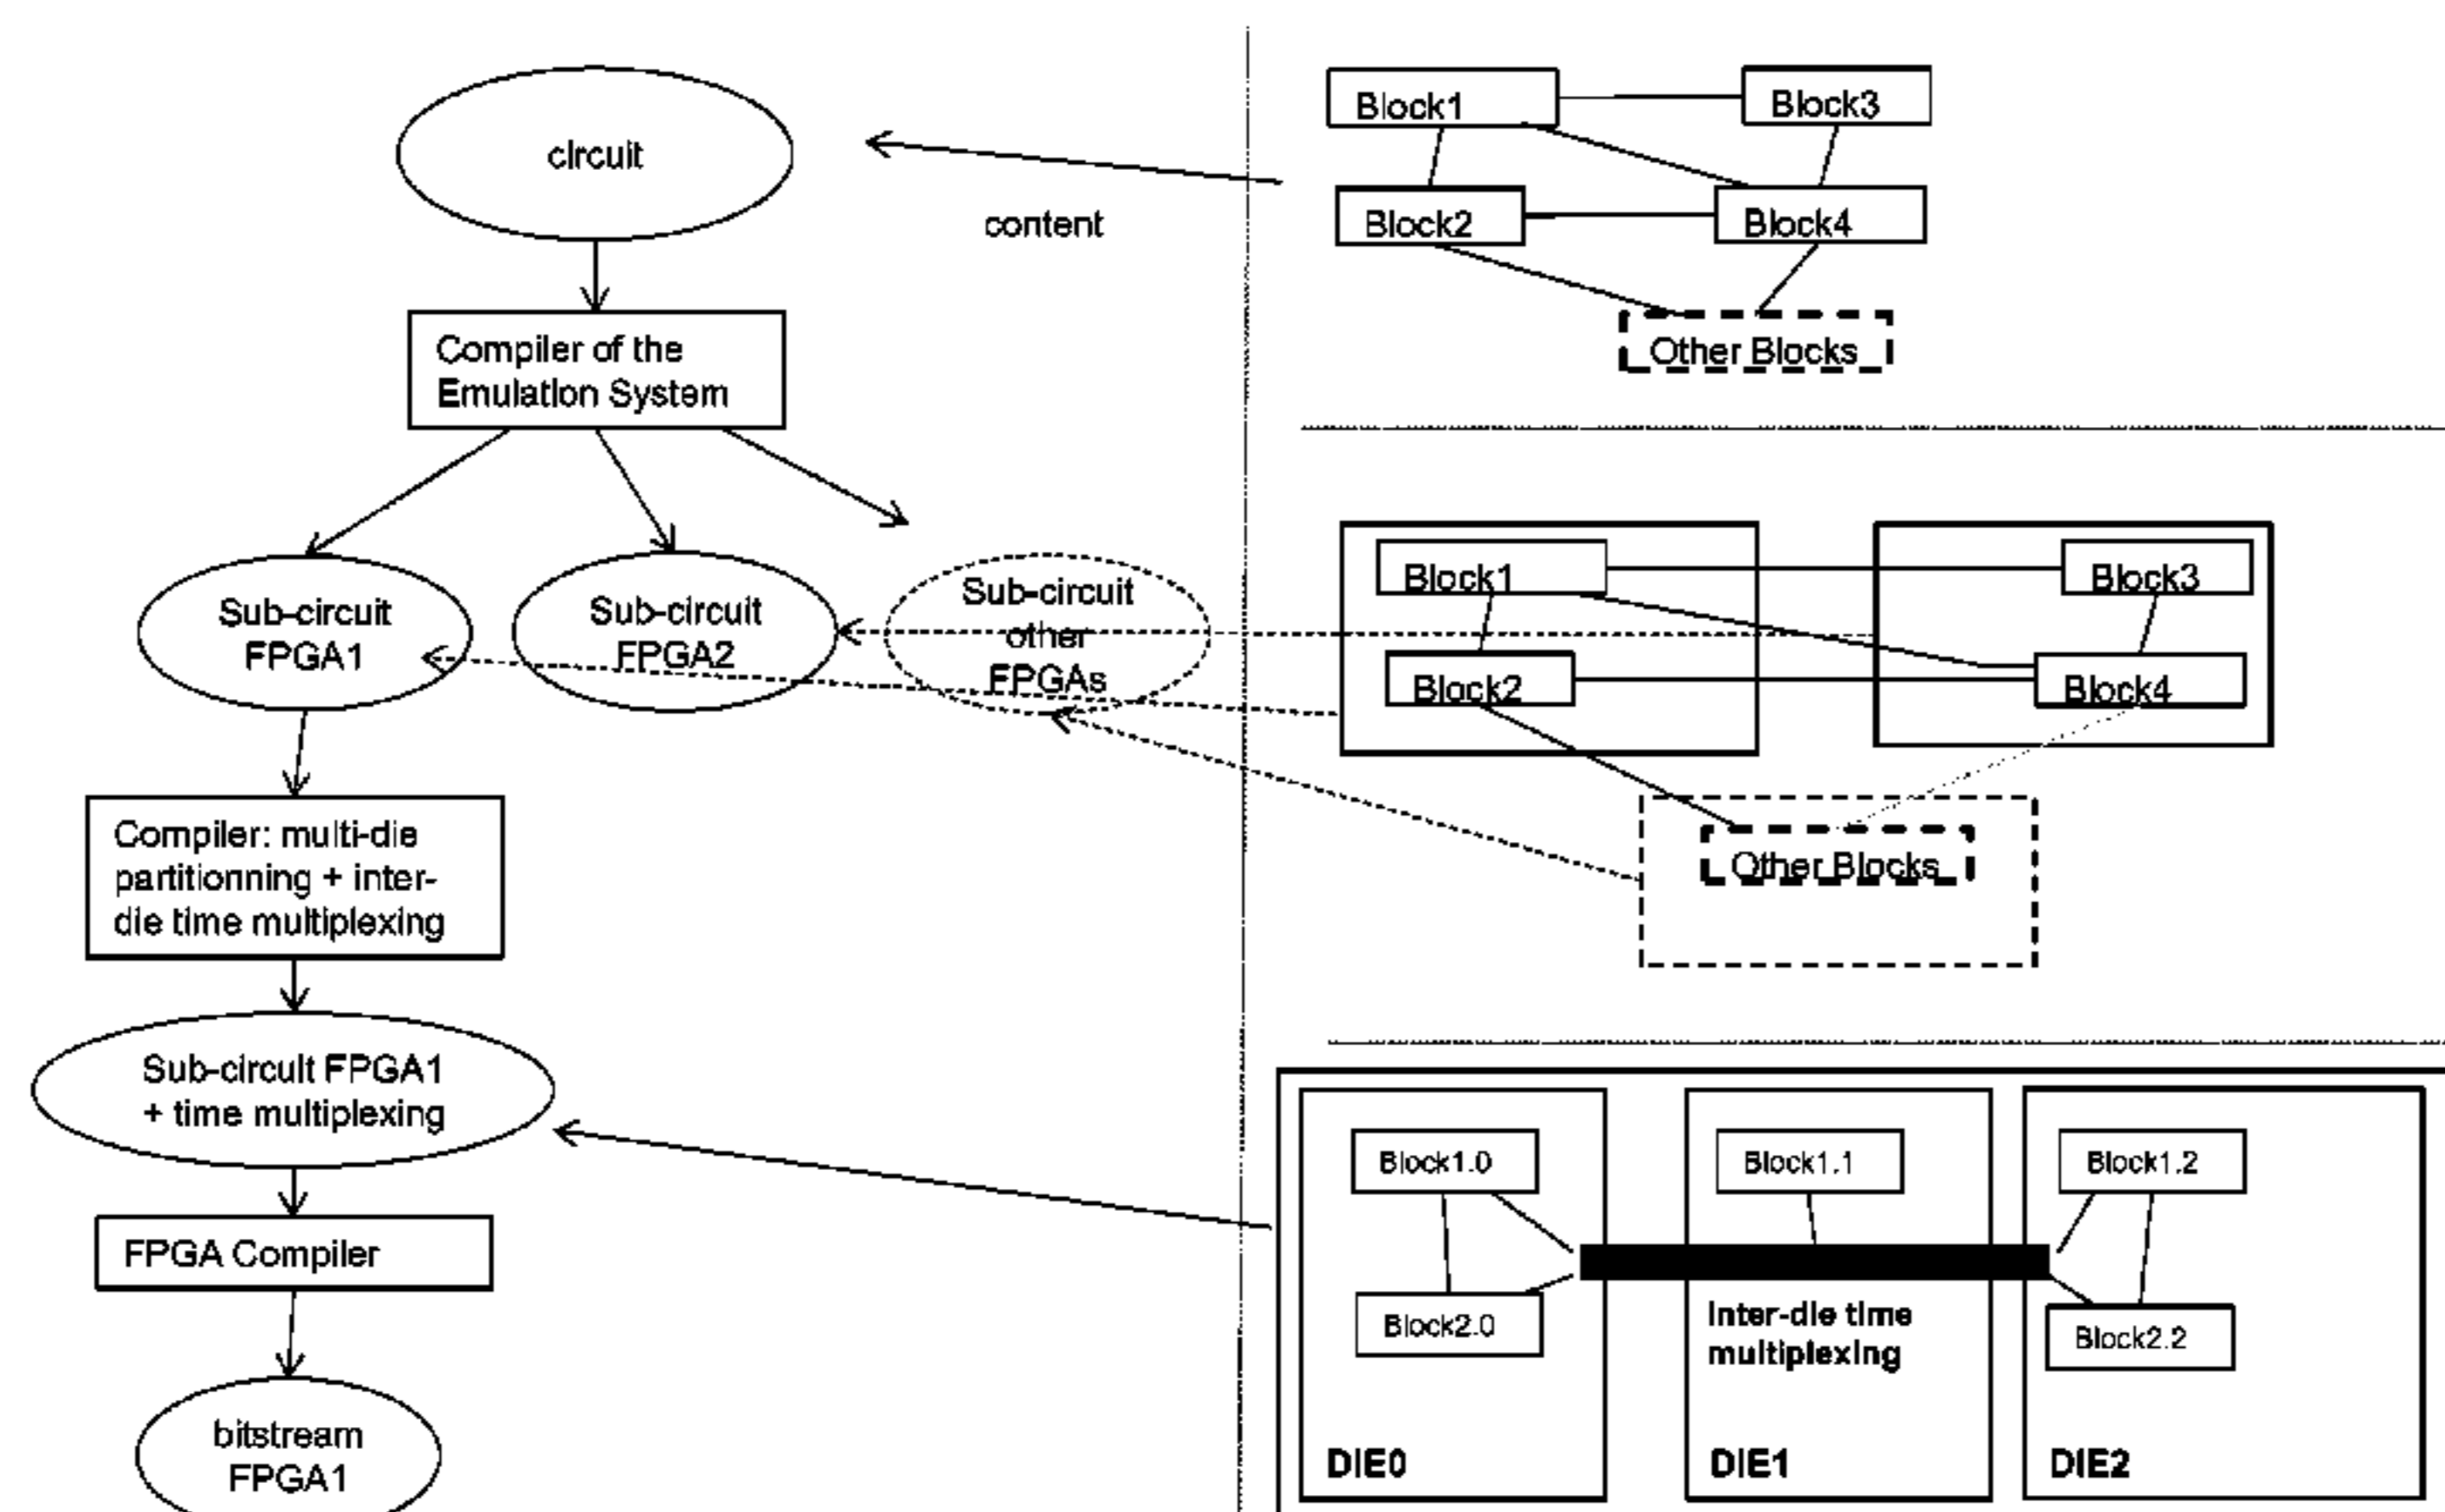 circuit
content
Compiler of the
Emulation System
Sub-circuit
FPGA1
Sub-circuit
FPGA2
Sub-circuit
other
FPGAs
Compiler: multi-die
partitionning + inter-
die time multiplexing
Sub-circuit FPGA1
+ time multiplexing
FPGA Compiler
bitstream
FPGA1
Block1
Block3
Block2
Block4
Other Blocks
Block1
Block3
Block2
Block4
Other Blocks
Block1.0
Block1.1
Block1.2
Block2.0
Inter-die time
multiplexing
Block2.2
DIE0
DIE1
DIE2